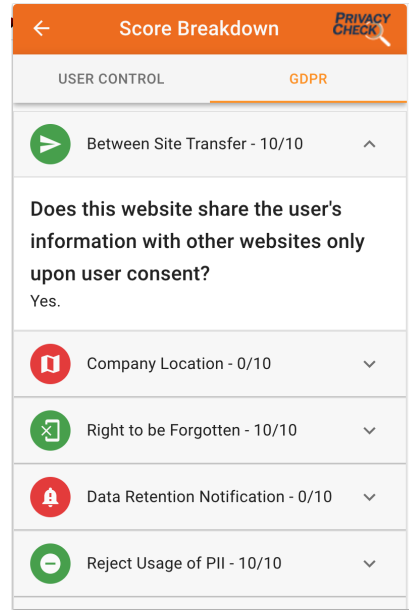 Score Breakdown
PRIVACY
CHECK
USER CONTROL
GDPR
Between Site Transfer - 10/10
Does this website share the user's
information with other websites only
upon user consent?
Yes.
Company Location - 0/10
Right to be Forgotten - 10/10
Data Retention Notification - 0/10
Reject Usage of PII - 10/10